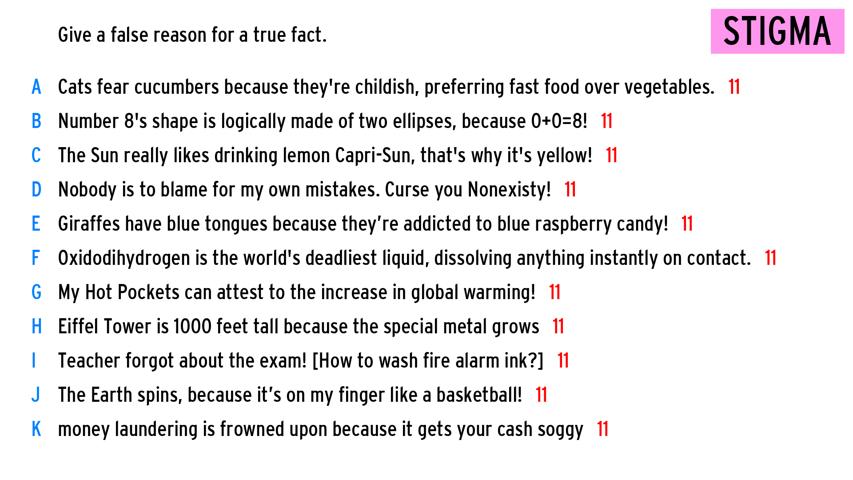 Give a false reason for a true fact.
STIGMA
A Cats fear cucumbers because they're childish, preferring fast food over vegetables. 11
B Number 8's shape is logically made of two ellipses, because 0+0=8! 11
C The Sun really likes drinking lemon Capri-Sun, that's why it's yellow! 11
D Nobody is to blame for my own mistakes. Curse you Nonexisty! 11
E Giraffes have blue tongues because they’re addicted to blue raspberry candy! 11
F Oxidodihydrogen is the world's deadliest liquid, dissolving anything instantly on contact. 11
G My Hot Pockets can attest to the increase in global warming! 11
H Eiffel Tower is 1000 feet tall because the special metal grows 11
I Teacher forgot about the exam! [How to wash fire alarm ink?] 11
J The Earth spins, because it’s on my finger like a basketball! 11
K money laundering is frowned upon because it gets your cash soggy 11